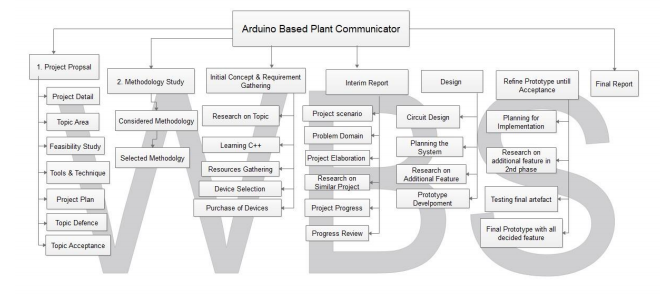 Arduino Based Plant Communicator
1. Project Propsal
Project Detail
Topic Area
Feasibility Study
Tools & Technique
Project Plan
Topic Defence
Topic Acceptance
2. Methodology Study
Considered Methodology
Selected Methodolgy
Initial Concept & Requirement
Gathering
Research on Topic
Learning C++
Resources Gathering
Device Selection
Purchase of Devices
Interim Report
Project scenario
Problem Domain
Project Elaboration
Research on
Similar Project
Project Progress
Progress Review
Design
Circuit Design
Planning the
System
Research on
Additional Feature
Prototype
Develpoment
Refine Prototype untill
Acceptance
Planning for
Implementation
Research on
additional feature in
2nd phase
Testing final artefact
Final Prototype with all
decided feature
Final Report
WBS